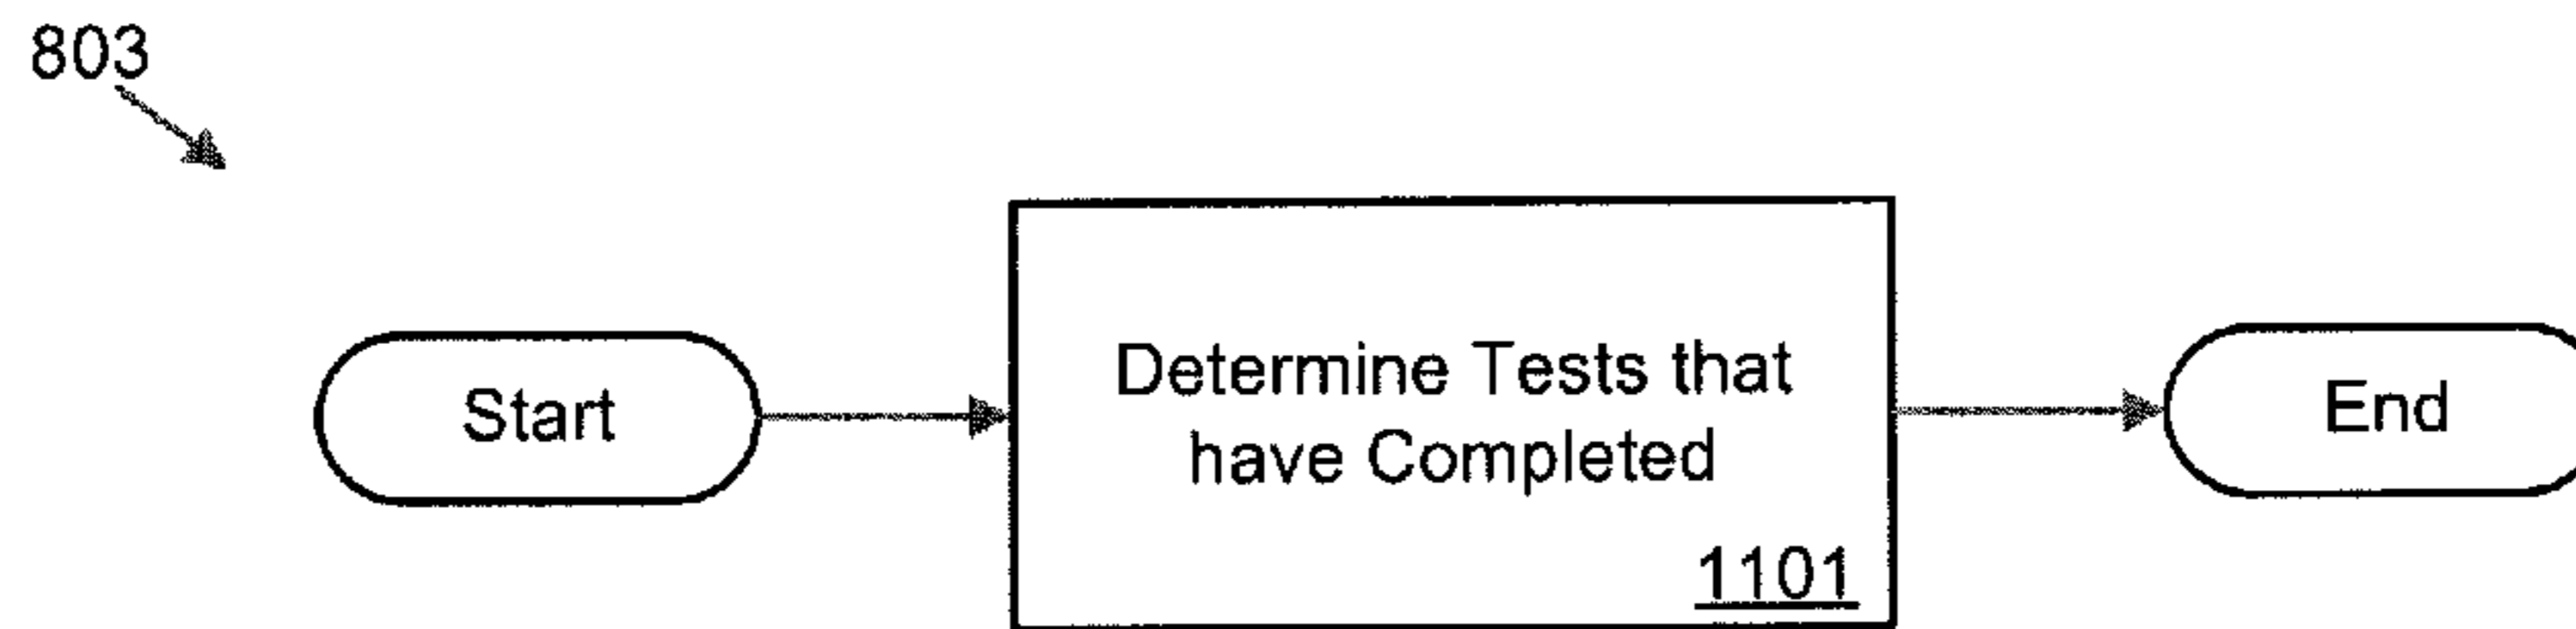 803
Start
Determine Tests that
have Completed
1101
End